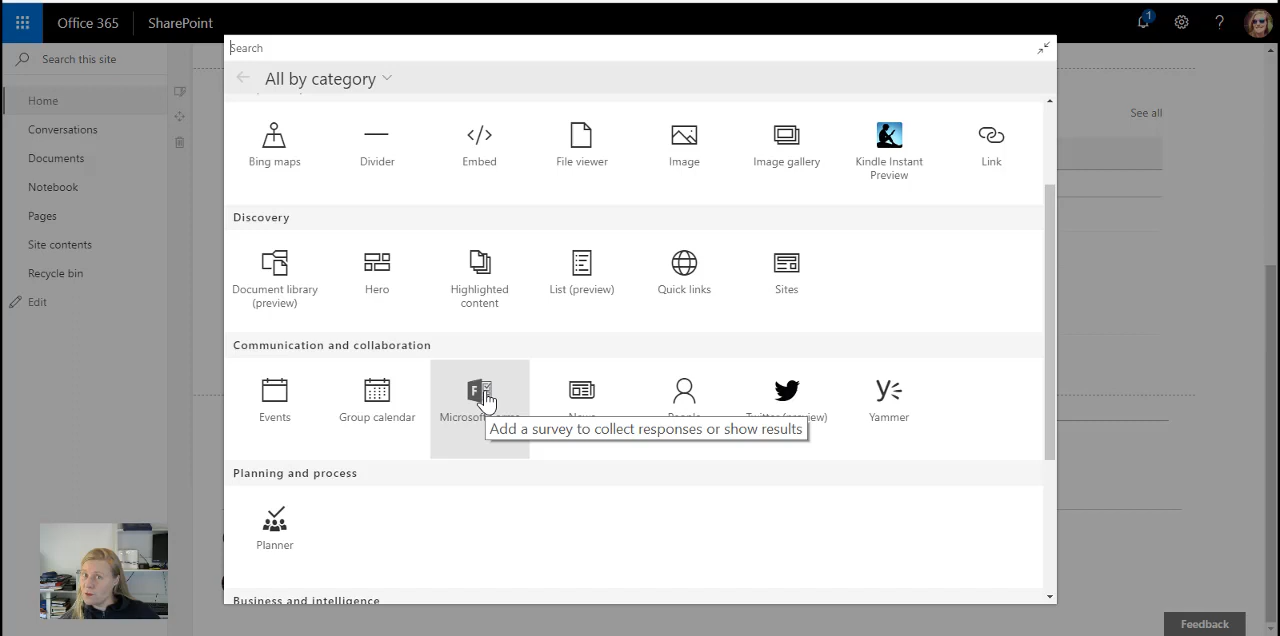 Office 365
SharePoint
1
?
Search this site
Home
Conversations
Documents
Notebook
Pages
Site contents
Recycle bin
Edit
Search
All by category
See all
Bing maps
Divider
Embed
File viewer
Image
Image gallery
Kindle Instant
Preview
Link
Discovery
Document library
(preview)
Hero
Highlighted
content
List (preview)
Quick links
Sites
Communication and collaboration
Events
Group calendar
Microsoft
News
People
Twitter (preview)
Yammer
Add a survey to collect responses or show results
Planning and process
Planner
Business and intelligence
Feedback